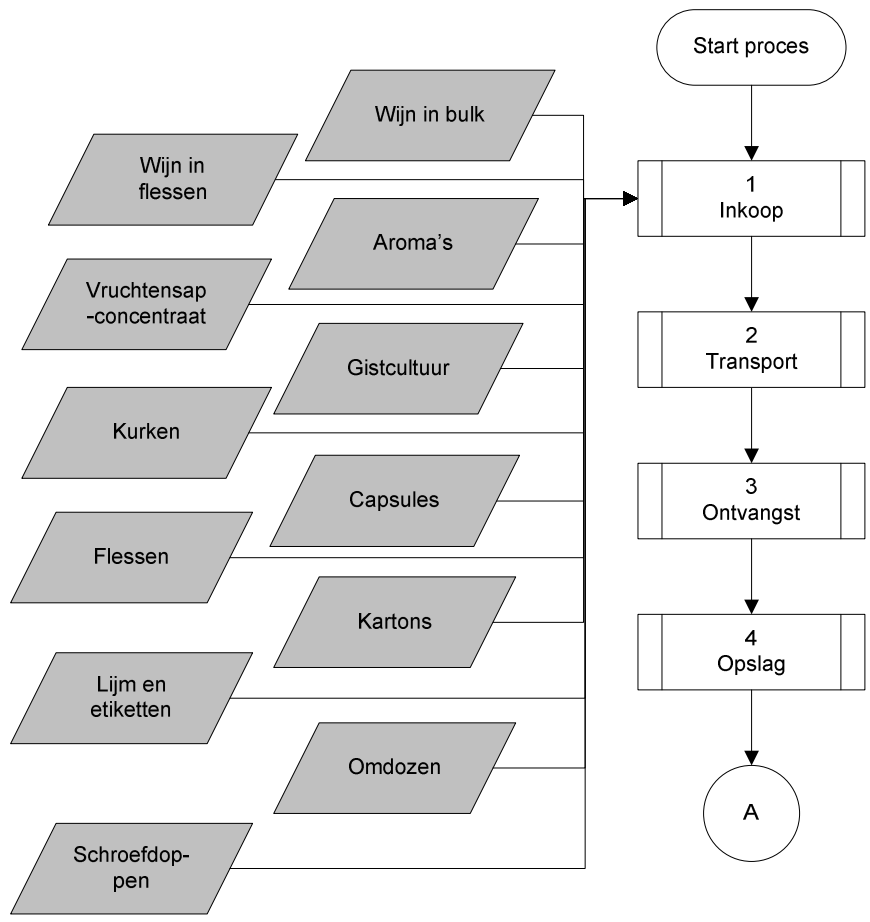 Start proces
Wijn in bulk
Wijn in
flessen
1
Inkoop
Aroma's
Vruchtensap
-concentraat
2
Transport
Gistcultuur
Kurken
3
Ontvangst
Capsules
Flessen
Kartons
4
Opslag
Lijm en
etiketten
Omdozen
A
Schroefdop-
pen